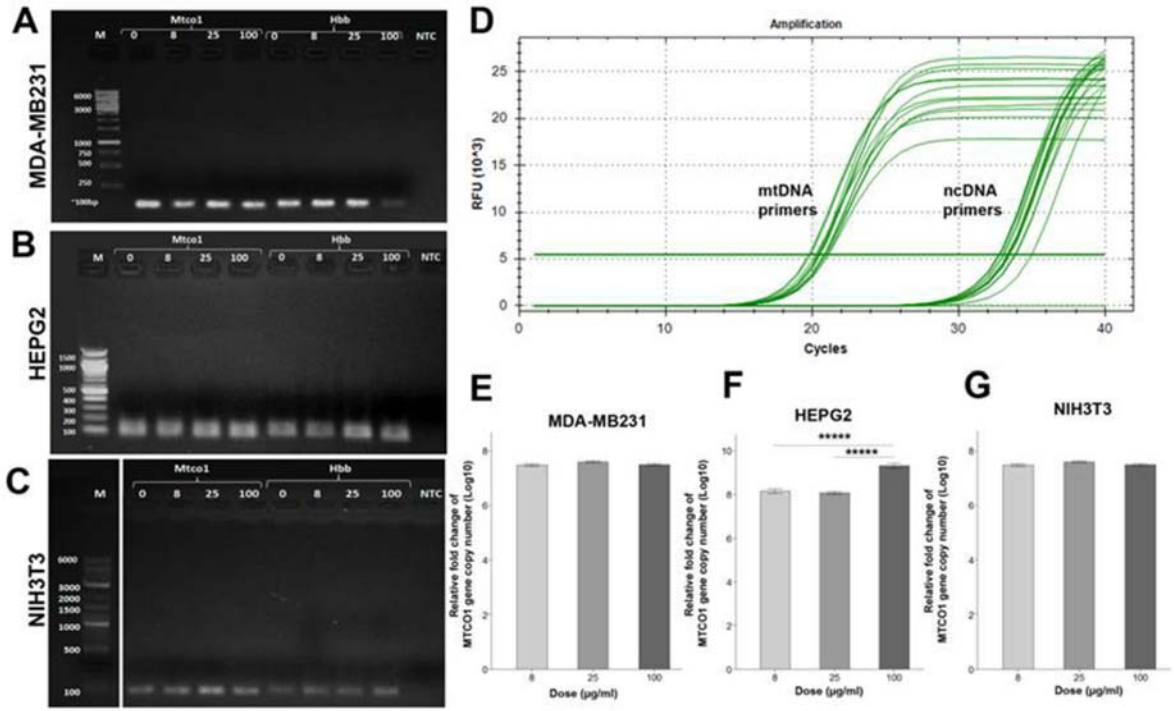 A
MDA-MB231
Mtco1 Hbb
M 0 8 25 100 0 8 25 100 NTC
6000
3000
1000
750
500
250
~100bp
B
HEPG2
Mtco1 Hbb
M 0 8 25 100 0 8 25 100 NTC
1500
1000
500
400
300
200
100
C
NIH3T3
Mtco1 Hbb
M 0 8 25 100 0 8 25 100 NTC
6000
3000
2000
1500
1000
500
100
D
Amplification
RFU (10^3)
25
20
15
10
5
0
mtDNA
primers
ncDNA
primers
0 10 20 30 40
Cycles
E
MDA-MB231
Relative fold change of
MTCO1 gene copy number (Log10)
8
6
4
2
0
8 25 100
Dose (µg/ml)
F
HEPG2
*****
*****
Relative fold change of
MTCO1 gene copy number (Log10)
10
8
6
4
2
0
8 25 100
Dose (µg/ml)
G
NIH3T3
Relative fold change of
MTCO1 gene copy number (Log10)
8
6
4
2
0
8 25 100
Dose (µg/ml)